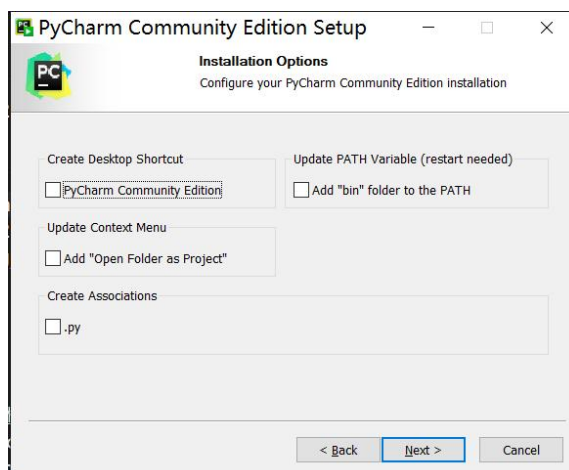 PyCharm Community Edition Setup
PC
Installation Options
Configure your PyCharm Community Edition installation
Create Desktop Shortcut
PyCharm Community Edition
Update PATH Variable (restart needed)
Add "bin" folder to the PATH
Update Context Menu
Add "Open Folder as Project"
Create Associations
.py
< Back
Next >
Cancel